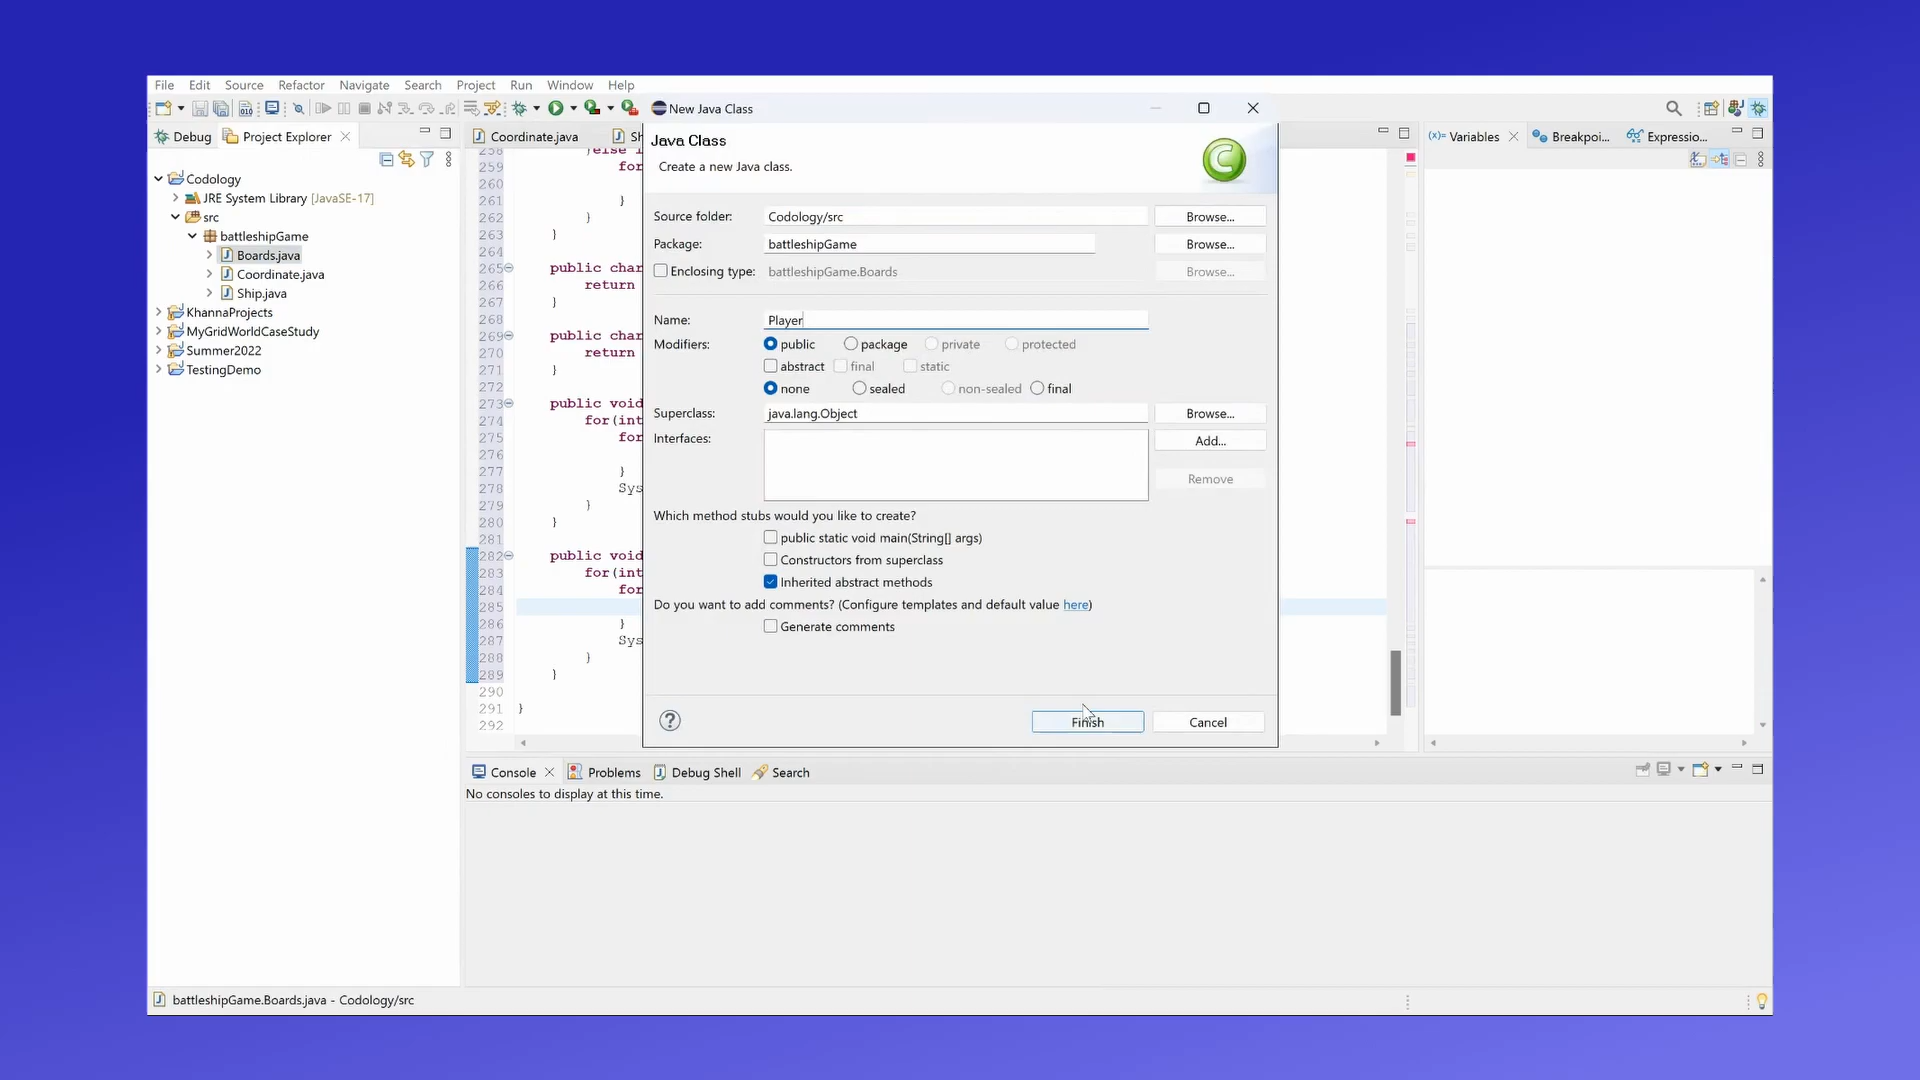 File Edit Source Refactor Navigate Search Project Run Window Help
New Java Class
Debug Project Explorer
Coordinate.java
Variables Breakpoi... Expressio...
Java Class
Create a new Java class.
Codology
JRE System Library [JavaSE-17]
src
battleshipGame
Boards.java
Coordinate.java
Ship.java
KhannaProjects
MyGridWorldCaseStudy
Summer2022
TestingDemo
259 for
260
261 }
262 }
263 }
264
265 public char
266 return
267 }
268
269 public char
270 return
271 }
272
273 public void
274 for(int
275 for
276
277 }
278 Sys
279 }
280 }
281
282 public void
283 for(int
284 for
285
286 }
287 Sys
288 }
289 }
290
291 }
292
Source folder: Codology/src Browse...
Package: battleshipGame Browse...
Enclosing type: battleshipGame.Boards Browse...
Name: Player
Modifiers: public package private protected
abstract final static
none sealed non-sealed final
Superclass: java.lang.Object Browse...
Interfaces: Add...
Remove
Which method stubs would you like to create?
public static void main(String[] args)
Constructors from superclass
Inherited abstract methods
Do you want to add comments? (Configure templates and default value here)
Generate comments
Finish Cancel
Console Problems Debug Shell Search
No consoles to display at this time.
battleshipGame.Boards.java - Codology/src